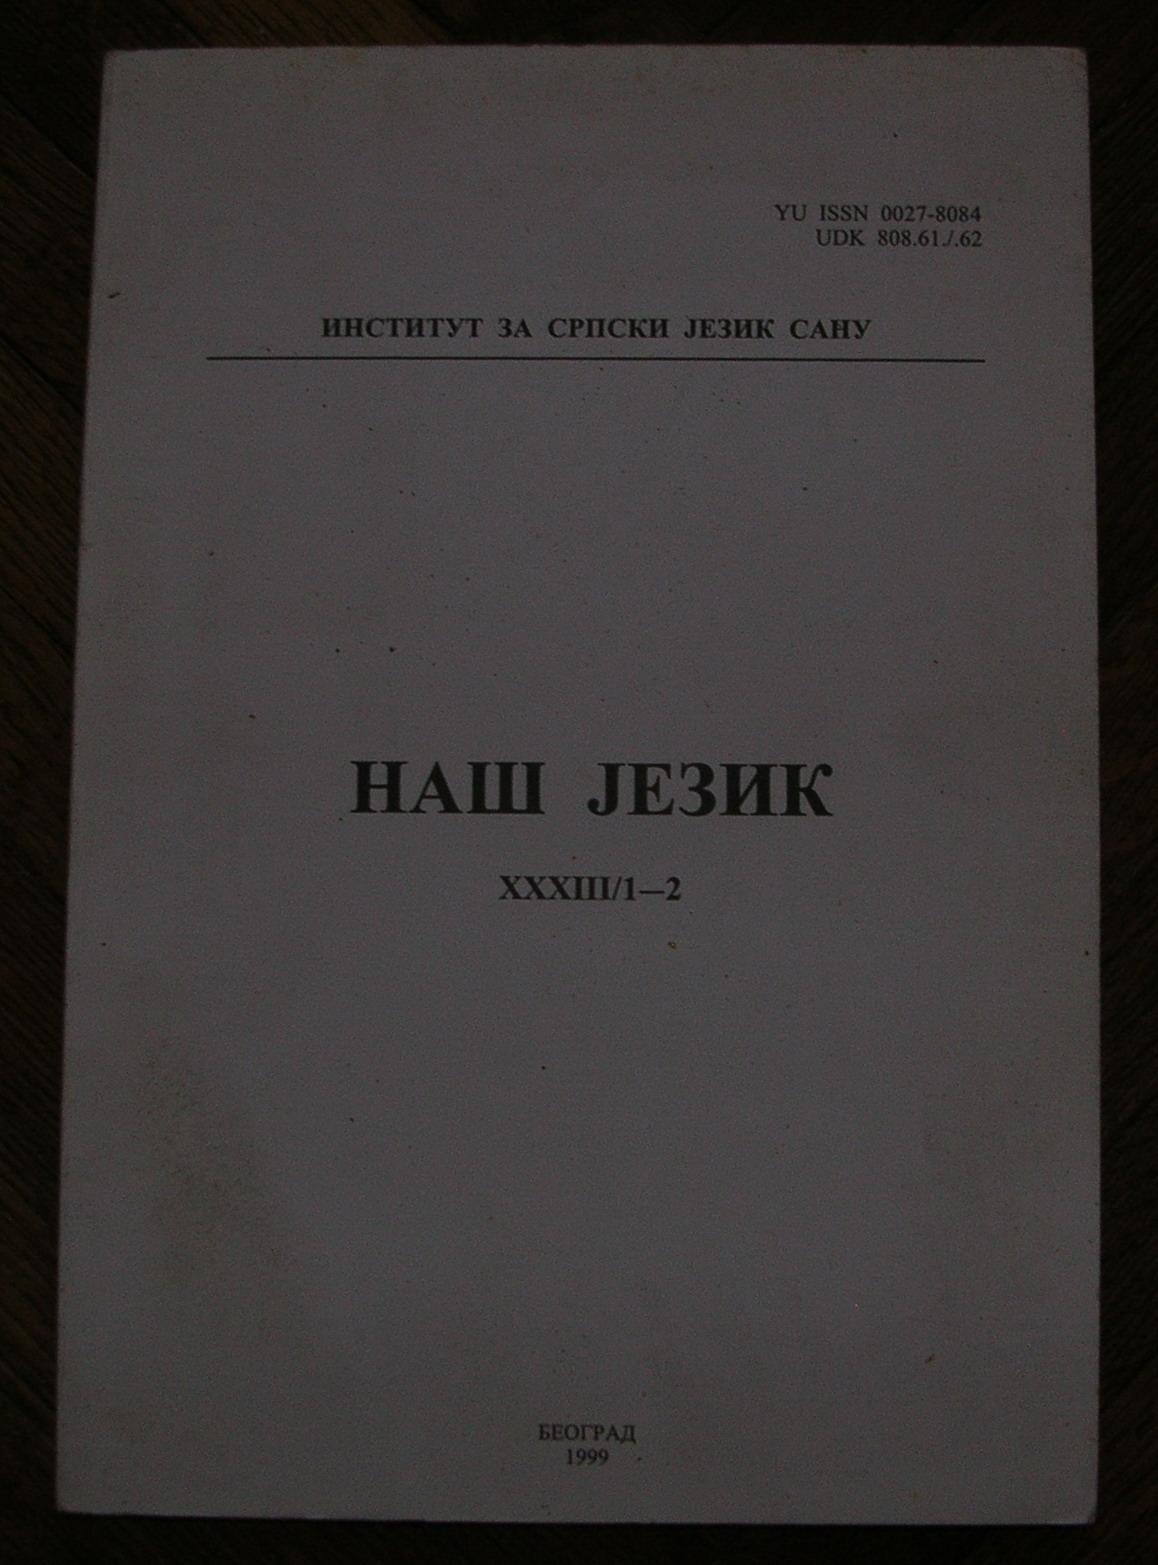 YU ISSN 0027-8084
UDK 808.61./.62
ИНСТИТУТ ЗА СРПСКИ ЈЕЗИК САНУ
НАШ ЈЕЗИК
XXXIII/1—2
БЕОГРАД
1999